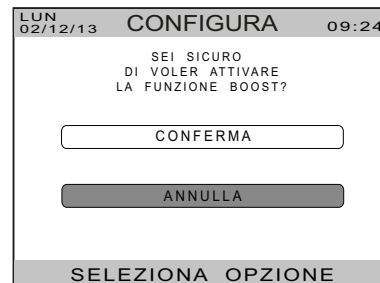 LUN
02/12/13 CONFIGURA 09:24
SEI SICURO
DI VOLER ATTIVARE
LA FUNZIONE BOOST?
CONFERMA
ANNULLA
SELEZIONA OPZIONE